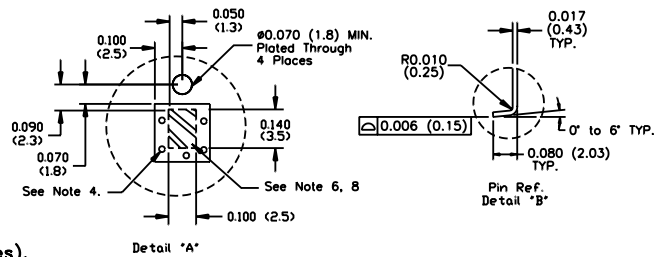 0.050
(1.3)
0.100
(2.5)
ø0.070 (1.8) MIN.
Plated Through
4 Places
0.090
(2.3)
0.070
(1.8)
0.140
(3.5)
See Note 4.
See Note 6, 8
0.100 (2.5)
Detail "A"
es).
0.017
(0.43)
TYP.
R0.010
(0.25)
⌓ 0.006 (0.15)
0° to 6° TYP.
0.080 (2.03)
TYP.
Pin Ref.
Detail "B"